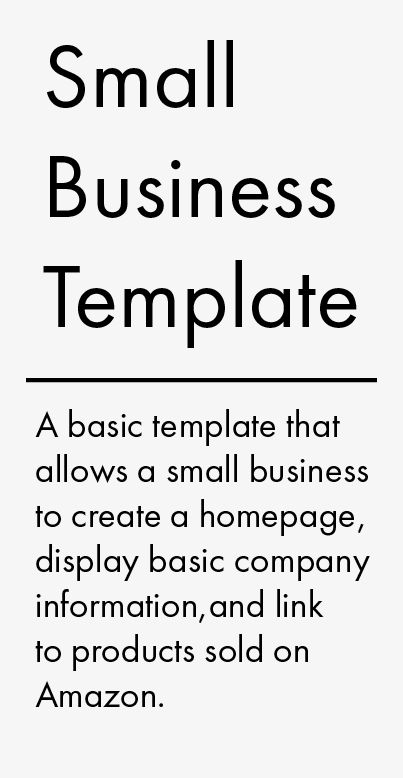 Small
Business
Template
A basic template that
allows a small business
to create a homepage,
display basic company
information,and link
to products sold on
Amazon.